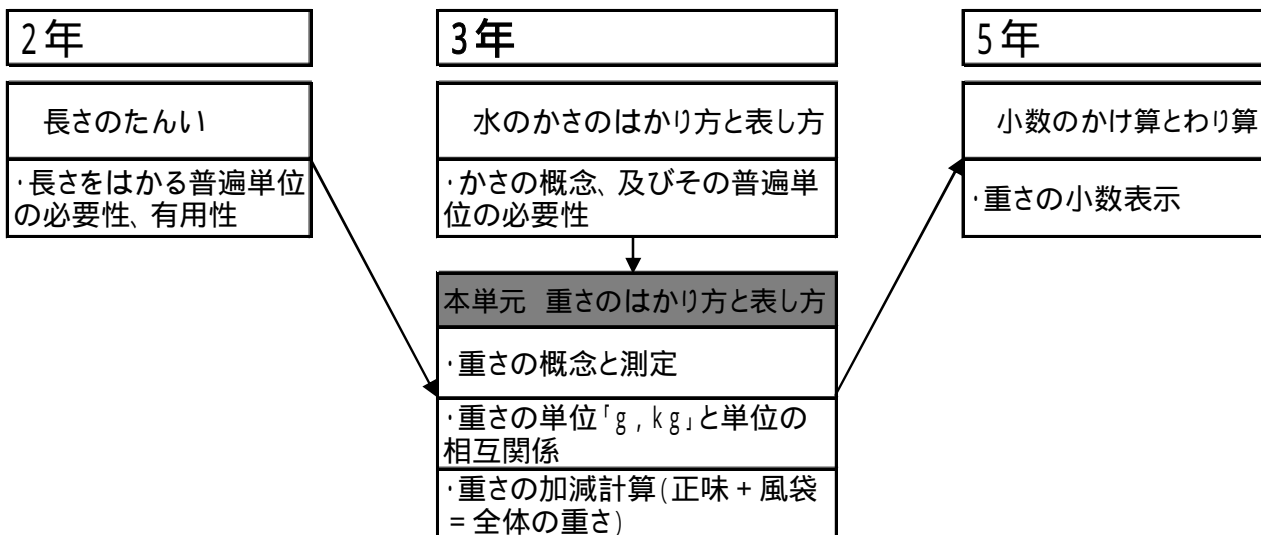 2年
長さのたんい
・長さをはかる普遍単位
の必要性、有用性
3年
水のかさのはかり方と表し方
・かさの概念、及びその普遍単
位の必要性
本単元 重さのはかり方と表し方
・重さの概念と測定
・重さの単位「g,kg」と単位の
相互関係
・重さの加減計算(正味+風袋
=全体の重さ)
5年
小数のかけ算とわり算
・重さの小数表示